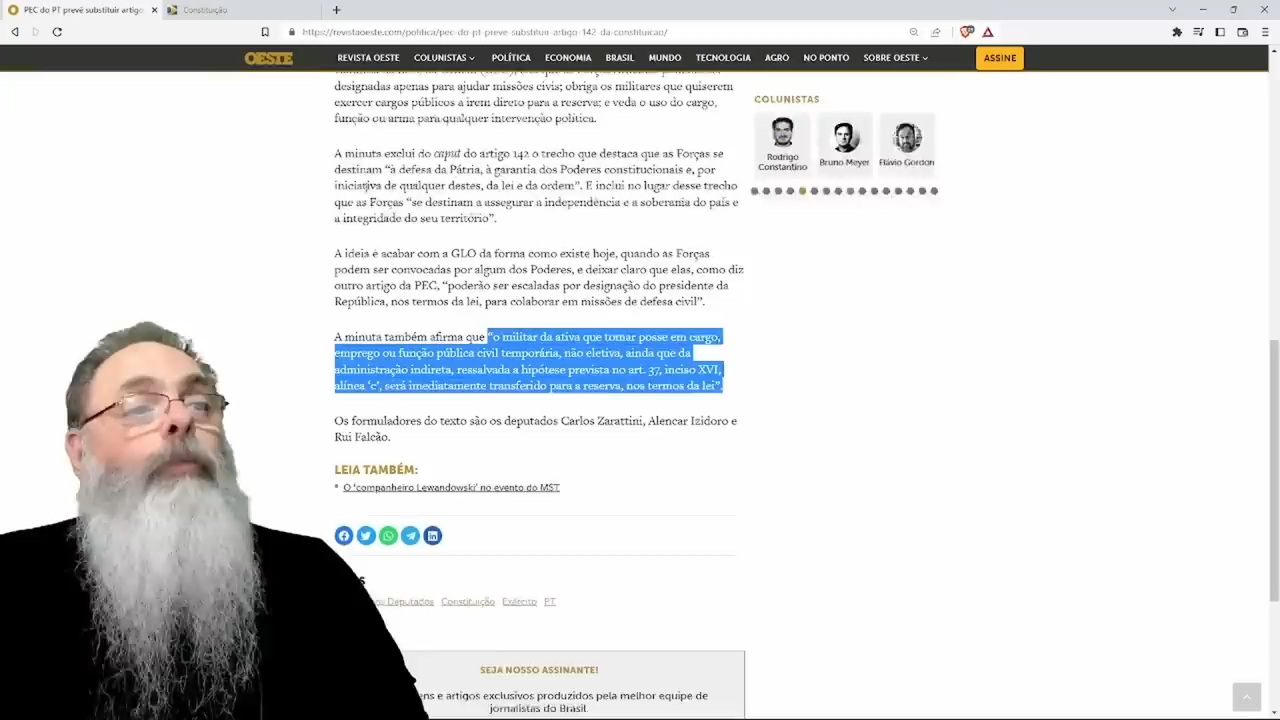 PEC do PT prevê substituir artigo
Constituição
https://revistaoeste.com/politica/pec-do-pt-preve-substituir-artigo-142-da-constituicao/
OESTE
REVISTA OESTE
COLUNISTAS
POLÍTICA
ECONOMIA
BRASIL
MUNDO
TECNOLOGIA
AGRO
NO PONTO
SOBRE OESTE
ASSINE
designadas apenas para ajudar missões civis; obriga os militares que quiserem
exercer cargos públicos a irem direto para a reserva; e veda o uso do cargo,
função ou arma para qualquer intervenção política.
A minuta exclui do caput do artigo 142 o trecho que destaca que as Forças se
destinam “à defesa da Pátria, à garantia dos Poderes constitucionais e, por
iniciativa de qualquer destes, da lei e da ordem”. E inclui no lugar desse trecho
que as Forças “se destinam a assegurar a independência e a soberania do país e
a integridade do seu território”.
A ideia é acabar com a GLO da forma como existe hoje, quando as Forças
podem ser convocadas por algum dos Poderes, e deixar claro que elas, como diz
outro artigo da PEC, “poderão ser escaladas por designação do presidente da
República, nos termos da lei, para colaborar em missões de defesa civil”.
A minuta também afirma que “o militar da ativa que tomar posse em cargo,
emprego ou função pública civil temporária, não eletiva, ainda que da
administração indireta, ressalvada a hipótese prevista no art. 37, inciso XVI,
alínea ‘c’, será imediatamente transferido para a reserva, nos termos da lei”.
Os formuladores do texto são os deputados Carlos Zarattini, Alencar Izidoro e
Rui Falcão.
LEIA TAMBÉM:
O ‘companheiro Lewandowski’ no evento do MST
Deputados
Constituição
Exército
PT
SEJA NOSSO ASSINANTE!
e artigos exclusivos produzidos pela melhor equipe de
jornalistas do Brasil.
COLUNISTAS
Rodrigo
Constantino
Bruno Meyer
Flávio Gordon